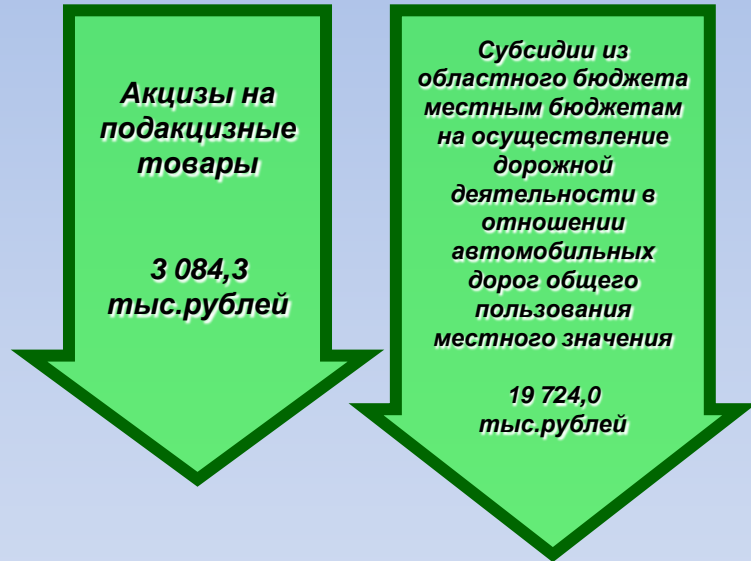 Акцизы на
подакцизные
товары
3 084,3
тыс.рублей
Субсидии из
областного бюджета
местным бюджетам
на осуществление
дорожной
деятельности в
отношении
автомобильных
дорог общего
пользования
местного значения
19 724,0
тыс.рублей